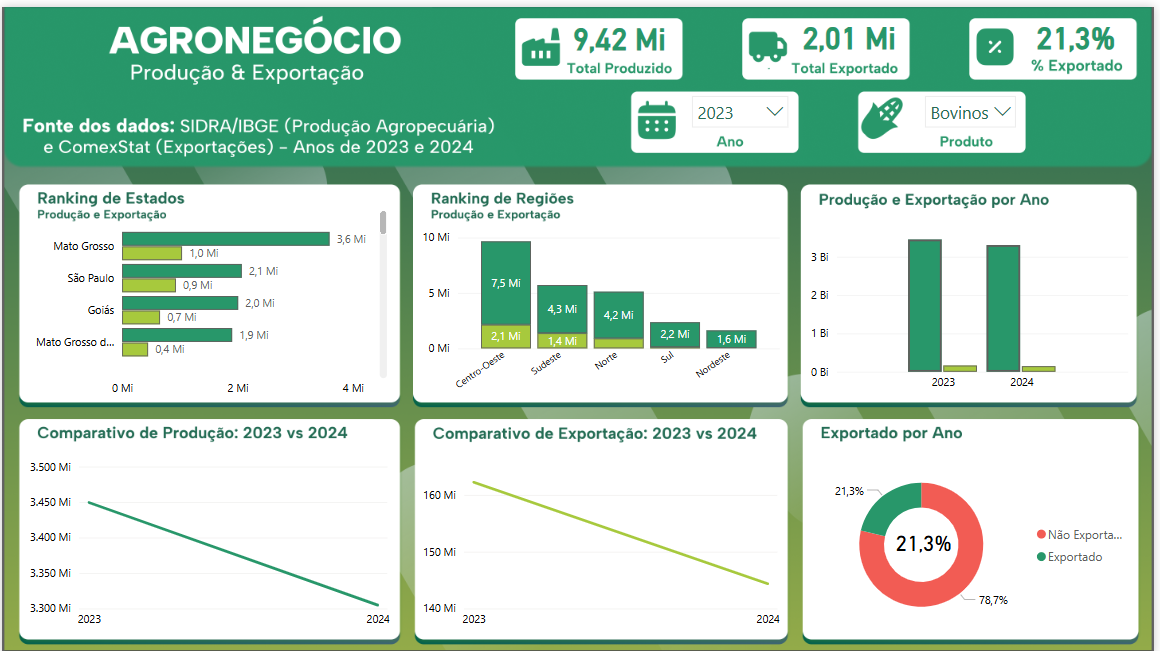 AGRONEGÓCIO
Produção & Exportação
Fonte dos dados: SIDRA/IBGE (Produção Agropecuária)
e ComexStat (Exportações) – Anos de 2023 e 2024
9,42 Mi
Total Produzido
2,01 Mi
Total Exportado
%
21,3%
% Exportado
2023
Ano
Bovinos
Produto
Ranking de Estados
Produção e Exportação
Mato Grosso
3,6 Mi
1,0 Mi
São Paulo
2,1 Mi
0,9 Mi
Goiás
2,0 Mi
0,7 Mi
Mato Grosso d...
1,9 Mi
0,4 Mi
0 Mi 2 Mi 4 Mi
Ranking de Regiões
Produção e Exportação
10 Mi
5 Mi
0 Mi
7,5 Mi
2,1 Mi
4,3 Mi
1,4 Mi
4,2 Mi
2,2 Mi
1,6 Mi
Centro-Oeste
Sudeste
Norte
Sul
Nordeste
Produção e Exportação por Ano
3 Bi
2 Bi
1 Bi
0 Bi
2023 2024
Comparativo de Produção: 2023 vs 2024
3.500 Mi
3.450 Mi
3.400 Mi
3.350 Mi
3.300 Mi
2023 2024
Comparativo de Exportação: 2023 vs 2024
160 Mi
150 Mi
140 Mi
2023 2024
Exportado por Ano
21,3%
21,3%
78,7%
Não Exporta...
Exportado